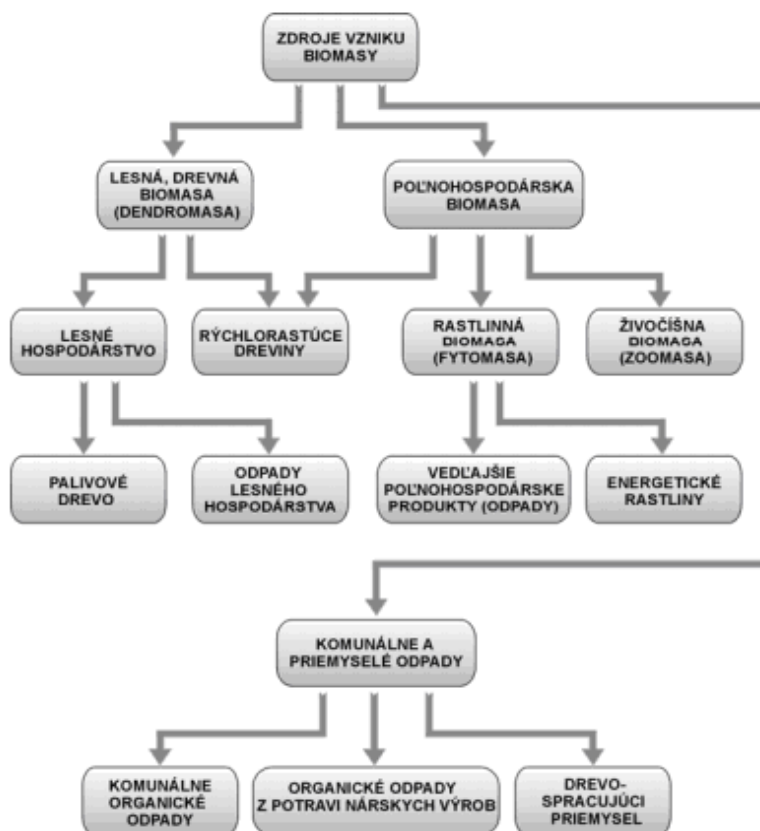 ZDROJE VZNIKU
BIOMASY
LESNÁ, DREVNÁ
BIOMASA
(DENDROMASA)
POĽNOHOSPODÁRSKA
BIOMASA
LESNÉ
HOSPODÁRSTVO
RÝCHLORASTÚCE
DREVINY
RASTLINNÁ
BIOMASA
(FYTOMASA)
ŽIVOČÍŠNA
BIOMASA
(ZOOMASA)
PALIVOVÉ
DREVO
ODPADY
LESNÉHO
HOSPODÁRSTVA
VEDĽAJŠIE
POĽNOHOSPODÁRSKE
PRODUKTY (ODPADY)
ENERGETICKÉ
RASTLINY
KOMUNÁLNE A
PRIEMYSELÉ ODPADY
KOMUNÁLNE
ORGANICKÉ
ODPADY
ORGANICKÉ ODPADY
Z POTRAVI NÁRSKYCH VÝROB
DREVO-
SPRACUJÚCI
PRIEMYSEL